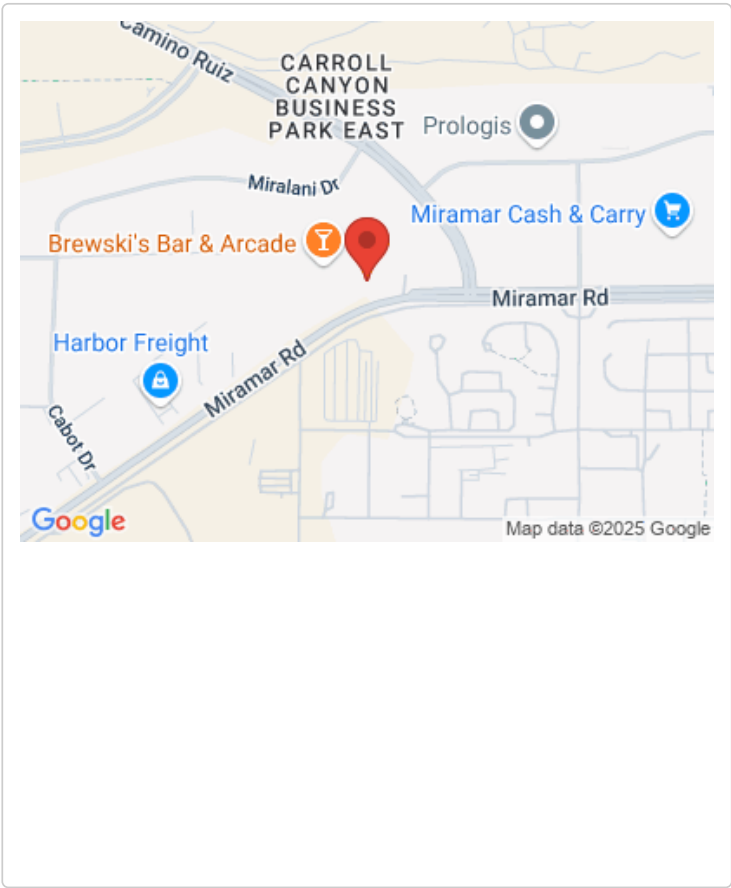 Camino Ruiz
CARROLL
CANYON
BUSINESS
PARK EAST
Prologis
Miralani Dr
Miramar Cash & Carry
Brewski's Bar & Arcade
Miramar Rd
Harbor Freight
Miramar Rd
Cabot Dr
Google
Map data ©2025 Google